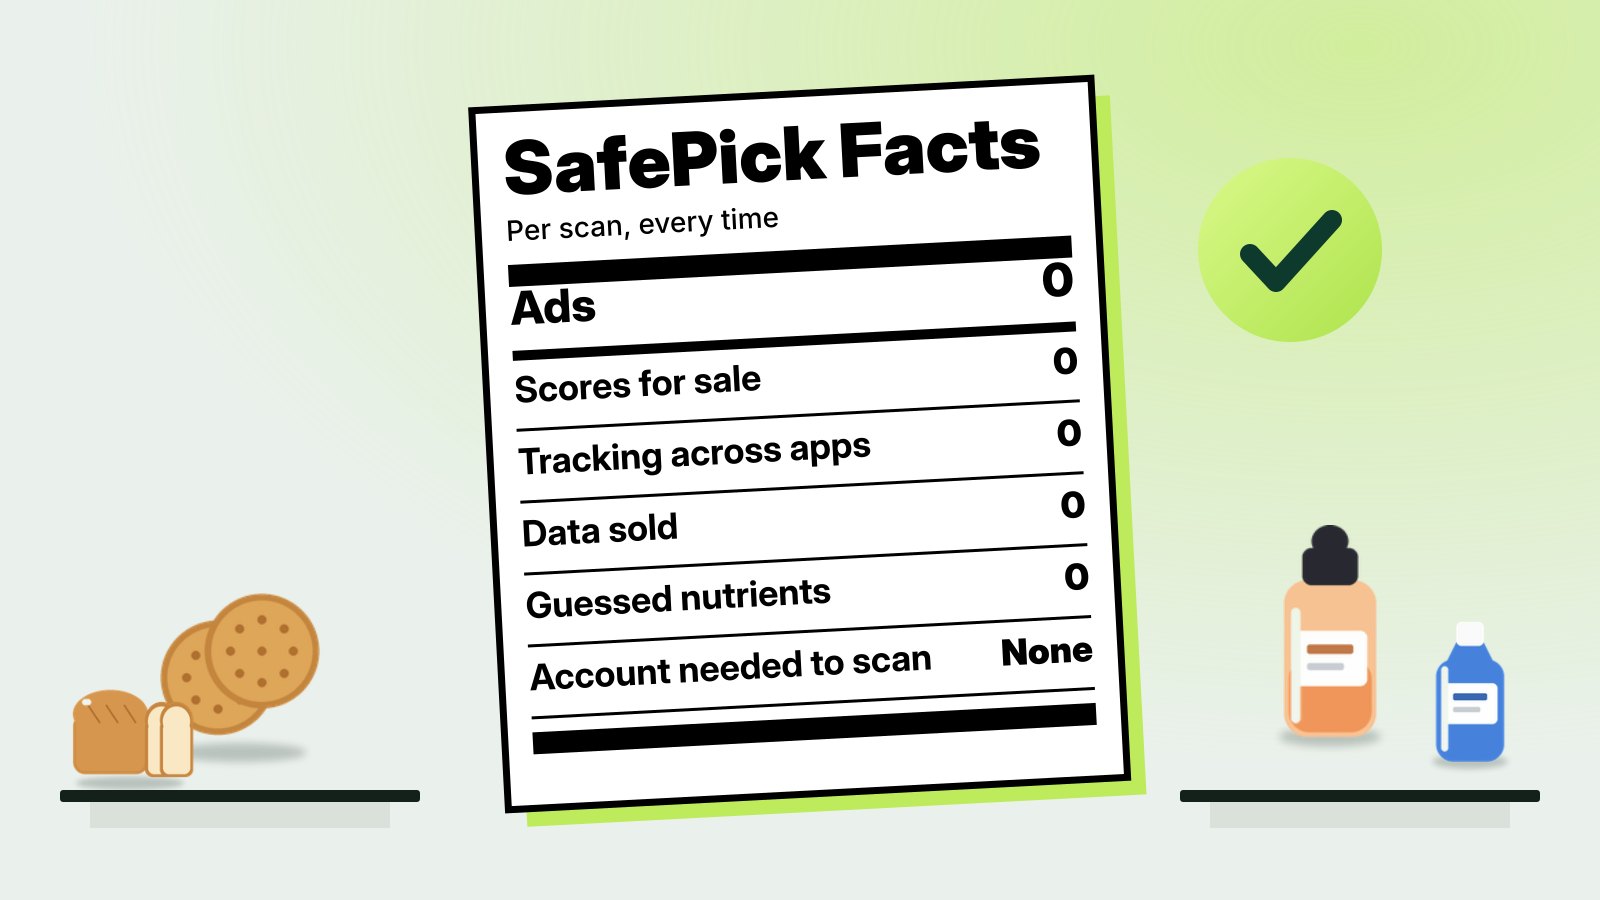 SafePick Facts
Per scan, every time
Ads 0
Scores for sale 0
Tracking across apps 0
Data sold 0
Guessed nutrients 0
Account needed to scan None